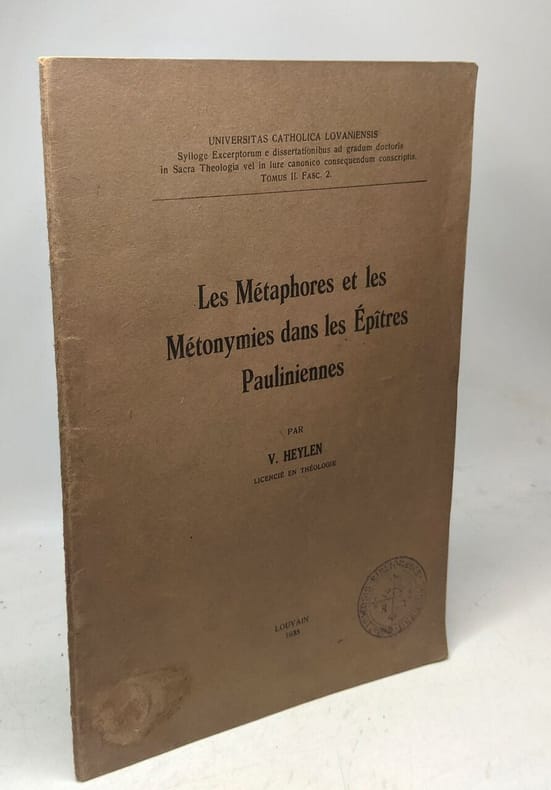 UNIVERSITAS CATHOLICA LOVANIENSIS
Sylloge Excerptorum e dissertationibus ad gradum doctoris
in Sacra Theologia vel in Iure canonico consequendum conscriptis.
TOMUS II. FASC. 2.
Les Métaphores et les
Métonymies dans les Épîtres
Pauliniennes
PAR
V. HEYLEN
LICENCIÉ EN THÉOLOGIE
LOUVAIN